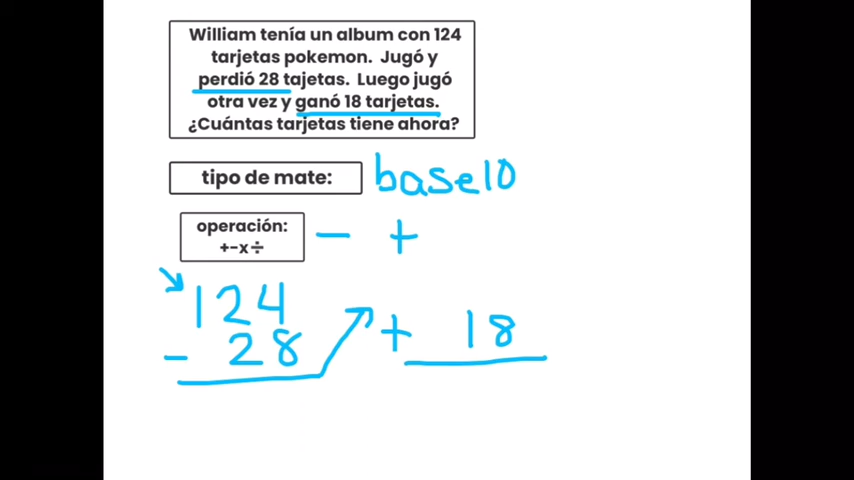 William tenía un album con 124
tarjetas pokemon. Jugó y
perdió 28 tajetas. Luego jugó
otra vez y ganó 18 tarjetas.
¿Cuántas tarjetas tiene ahora?
tipo de mate: base10
operación: - +
+-x÷
124
- 28
+ 18